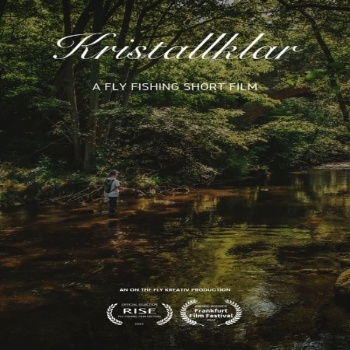 Kristallklar
A FLY FISHING SHORT FILM
AN ON THE FLY KREATIV PRODUCTION
OFFICIAL SELECTION
RISE
Frankfurt
Film Festival